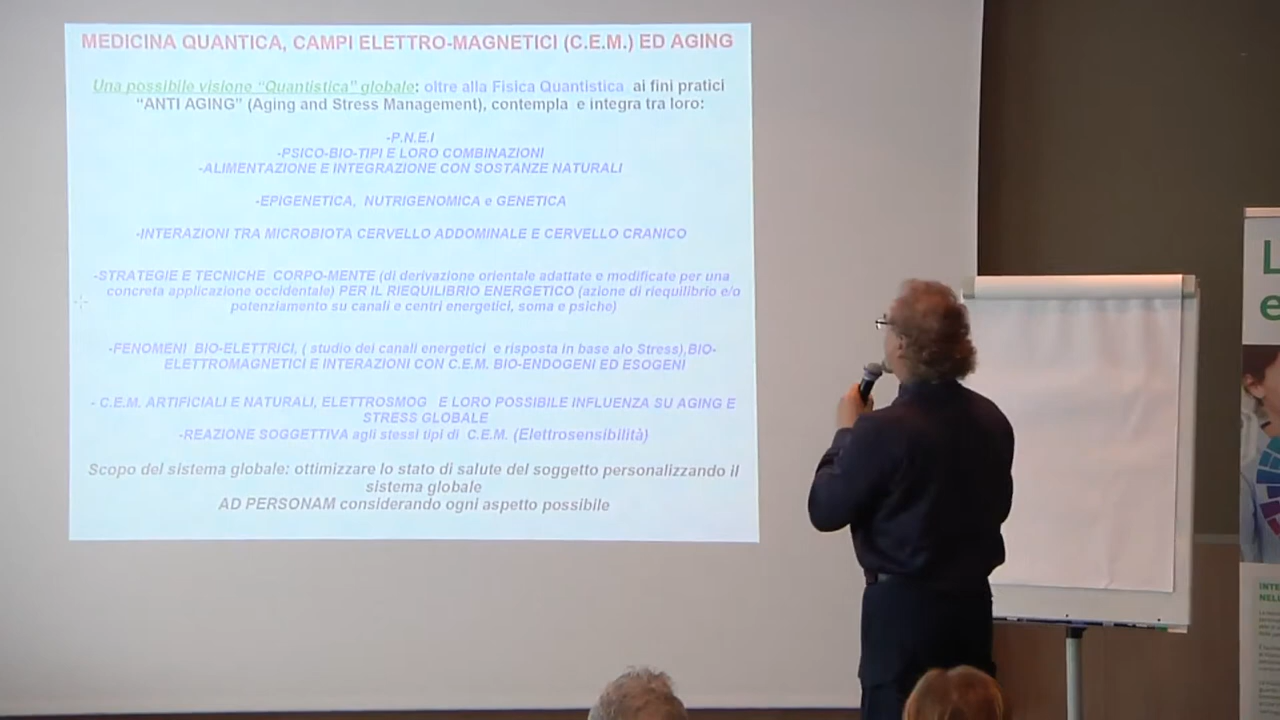 MEDICINA QUANTICA, CAMPI ELETTRO-MAGNETICI (C.E.M.) ED AGING
Una possibile visione “Quantistica” globale: oltre alla Fisica Quantistica ai fini pratici
“ANTI AGING” (Aging and Stress Management), contempla e integra tra loro:
-P.N.E.I
-PSICO-BIO-TIPI E LORO COMBINAZIONI
-ALIMENTAZIONE E INTEGRAZIONE CON SOSTANZE NATURALI
-EPIGENETICA, NUTRIGENOMICA e GENETICA
-INTERAZIONI TRA MICROBIOTA CERVELLO ADDOMINALE E CERVELLO CRANICO
-STRATEGIE E TECNICHE CORPO-MENTE (di derivazione orientale adattate e modificate per una
concreta applicazione occidentale) PER IL RIEQUILIBRIO ENERGETICO (azione di riequilibrio e/o
potenziamento su canali e centri energetici, soma e psiche)
-FENOMENI BIO-ELETTRICI, ( studio dei canali energetici e risposta in base alo Stress),BIO-
ELETTROMAGNETICI E INTERAZIONI CON C.E.M. BIO-ENDOGENI ED ESOGENI
- C.E.M. ARTIFICIALI E NATURALI, ELETTROSMOG E LORO POSSIBILE INFLUENZA SU AGING E
STRESS GLOBALE
-REAZIONE SOGGETTIVA agli stessi tipi di C.E.M. (Elettrosensibilità)
Scopo del sistema globale: ottimizzare lo stato di salute del soggetto personalizzando il
sistema globale
AD PERSONAM considerando ogni aspetto possibile